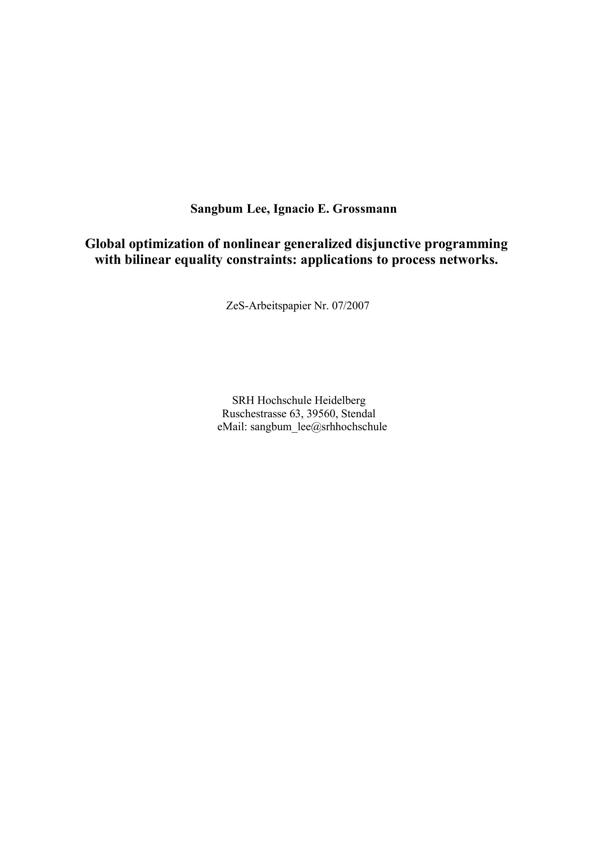 Sangbum Lee, Ignacio E. Grossmann
Global optimization of nonlinear generalized disjunctive programming
with bilinear equality constraints: applications to process networks.
ZeS-Arbeitspapier Nr. 07/2007
SRH Hochschule Heidelberg
Ruschestrasse 63, 39560, Stendal
eMail: sangbum_lee@srhhochschule